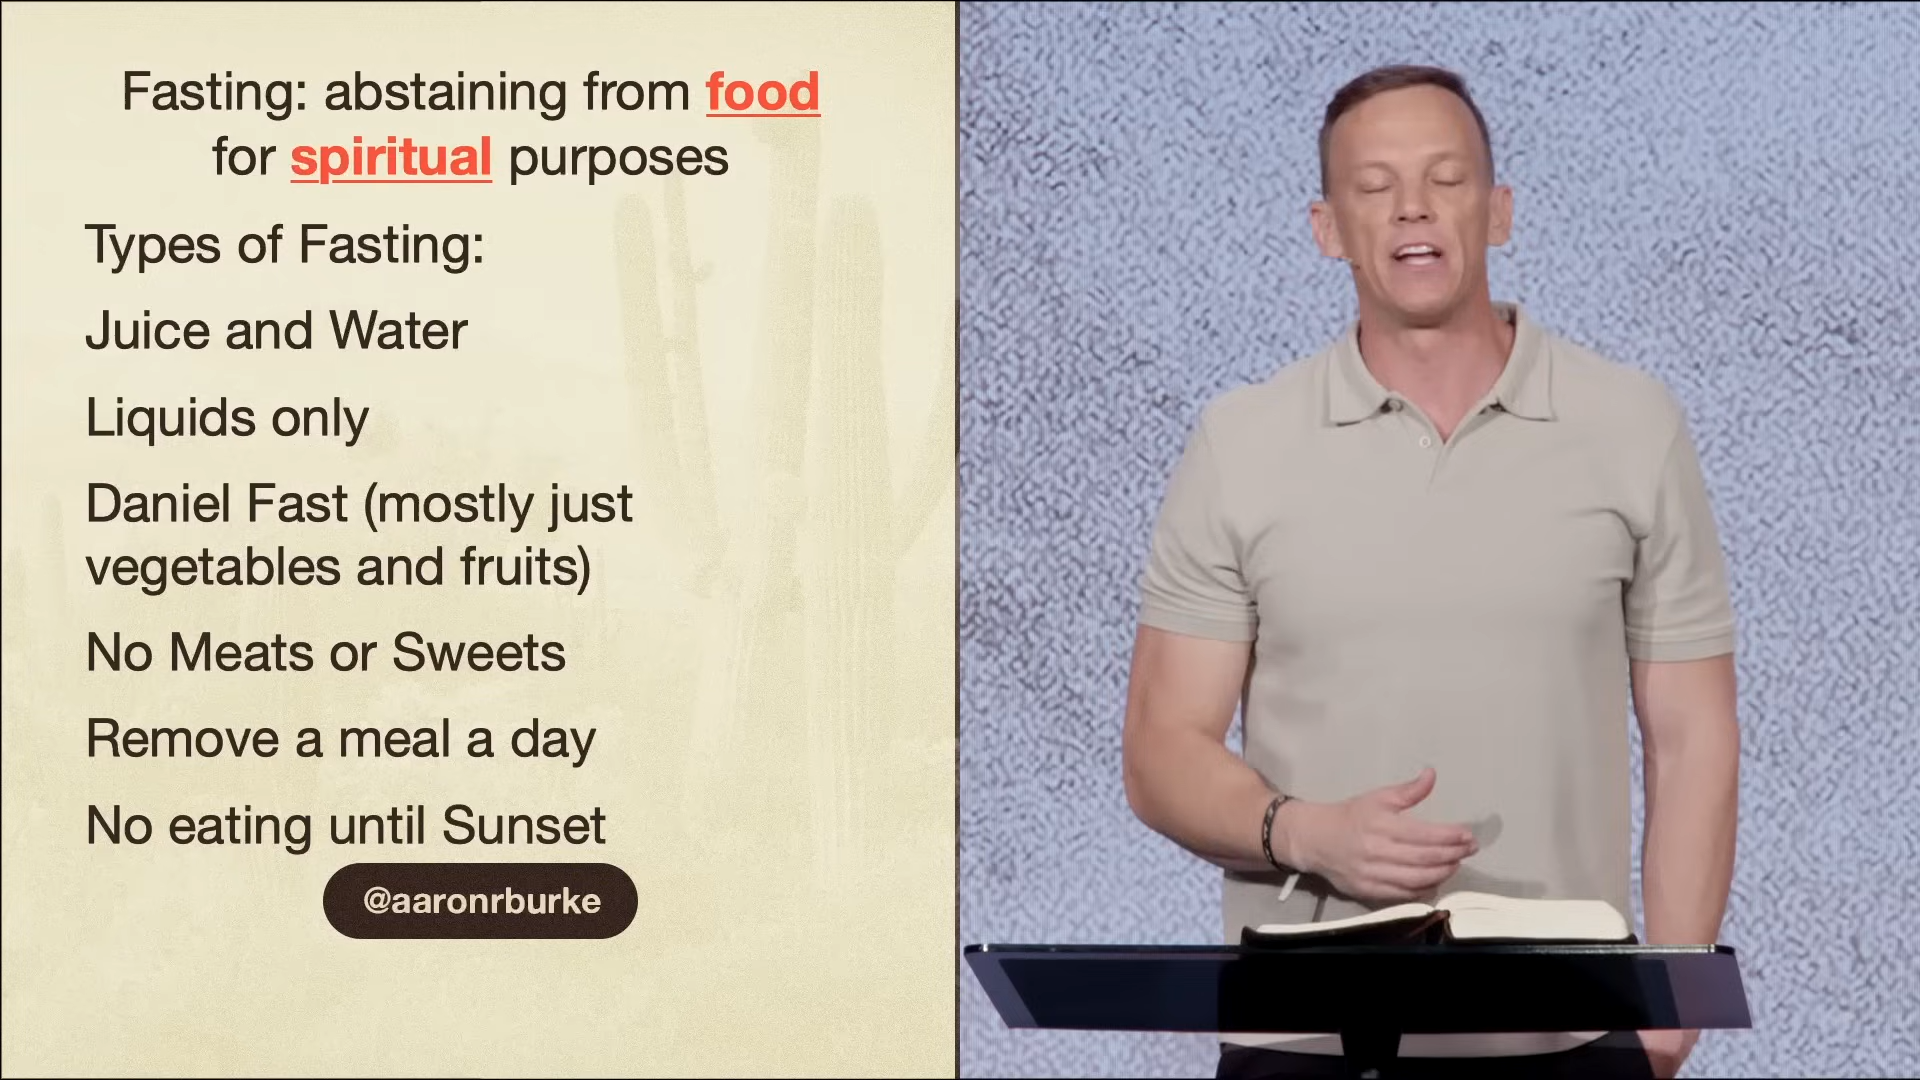 Fasting: abstaining from food
for spiritual purposes
Types of Fasting:
Juice and Water
Liquids only
Daniel Fast (mostly just
vegetables and fruits)
No Meats or Sweets
Remove a meal a day
No eating until Sunset
@aaronrburke